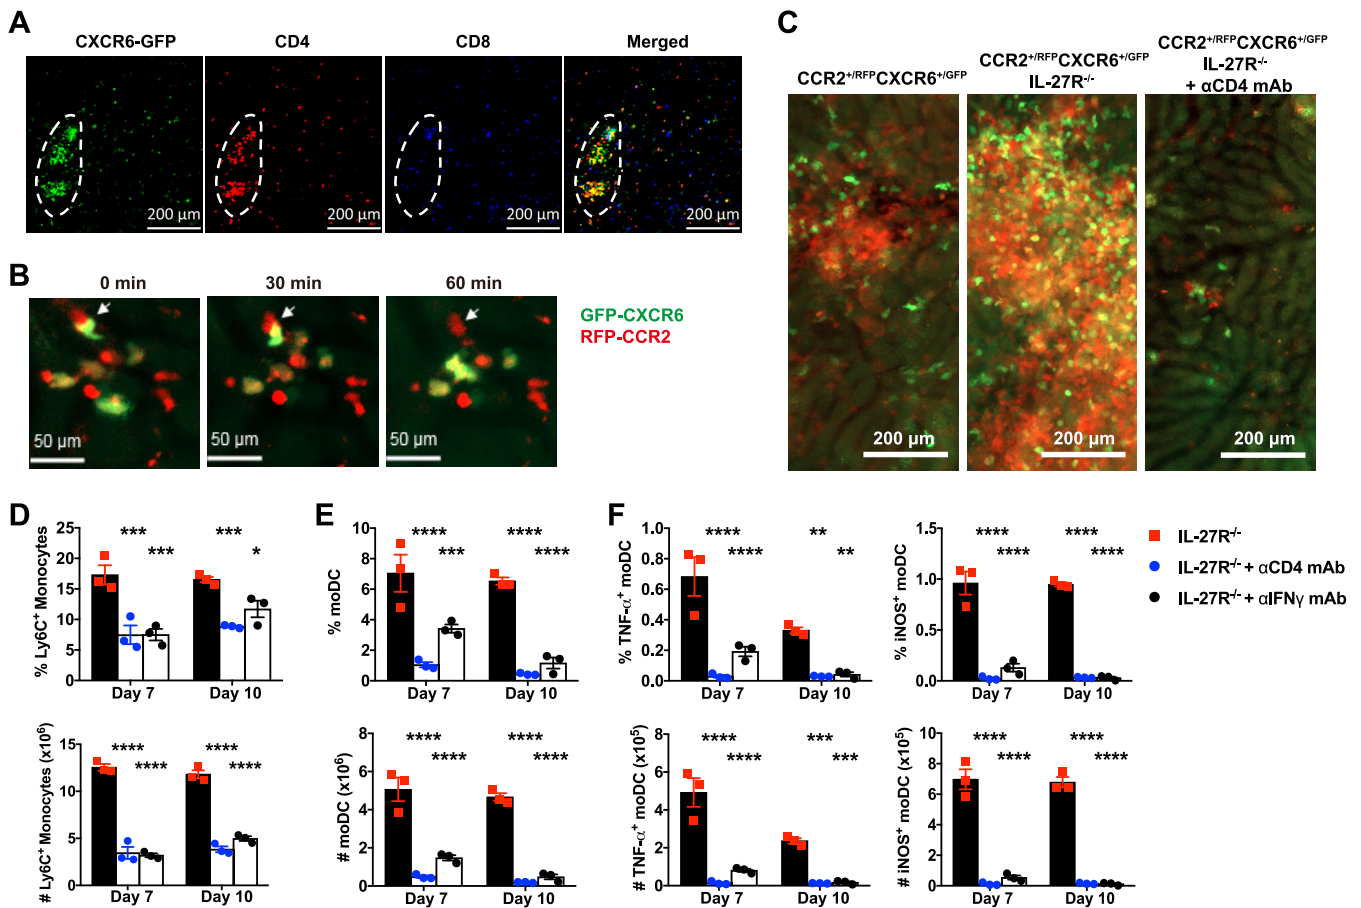 A
CXCR6-GFP CD4 CD8 Merged
200 µm 200 µm 200 µm 200 µm
B
0 min 30 min 60 min
GFP-CXCR6
RFP-CCR2
50 µm 50 µm 50 µm
C
CCR2+/RFPCXCR6+/GFP
CCR2+/RFPCXCR6+/GFP
IL-27R-/-
CCR2+/RFPCXCR6+/GFP
IL-27R-/-
+ αCD4 mAb
200 µm 200 µm 200 µm
D
% Ly6C+ Monocytes
25
20
15
10
5
0
*** *** *** *
Day 7 Day 10
# Ly6C+ Monocytes (x10⁶)
15
10
5
0
**** **** **** ****
Day 7 Day 10
E
% moDC
10
8
6
4
2
0
**** *** **** ****
Day 7 Day 10
# moDC (x10⁶)
8
6
4
2
0
**** **** **** ****
Day 7 Day 10
F
% TNF-α+ moDC
1.0
0.8
0.6
0.4
0.2
0.0
**** **** ** **
Day 7 Day 10
# TNF-α+ moDC (x10⁵)
8
6
4
2
0
**** **** *** ***
Day 7 Day 10
% iNOS+ moDC
1.5
1.0
0.5
0.0
**** **** **** ****
Day 7 Day 10
# iNOS+ moDC (x10⁵)
10
8
6
4
2
0
**** **** **** ****
Day 7 Day 10
IL-27R-/-
IL-27R-/- + αCD4 mAb
IL-27R-/- + αIFNγ mAb